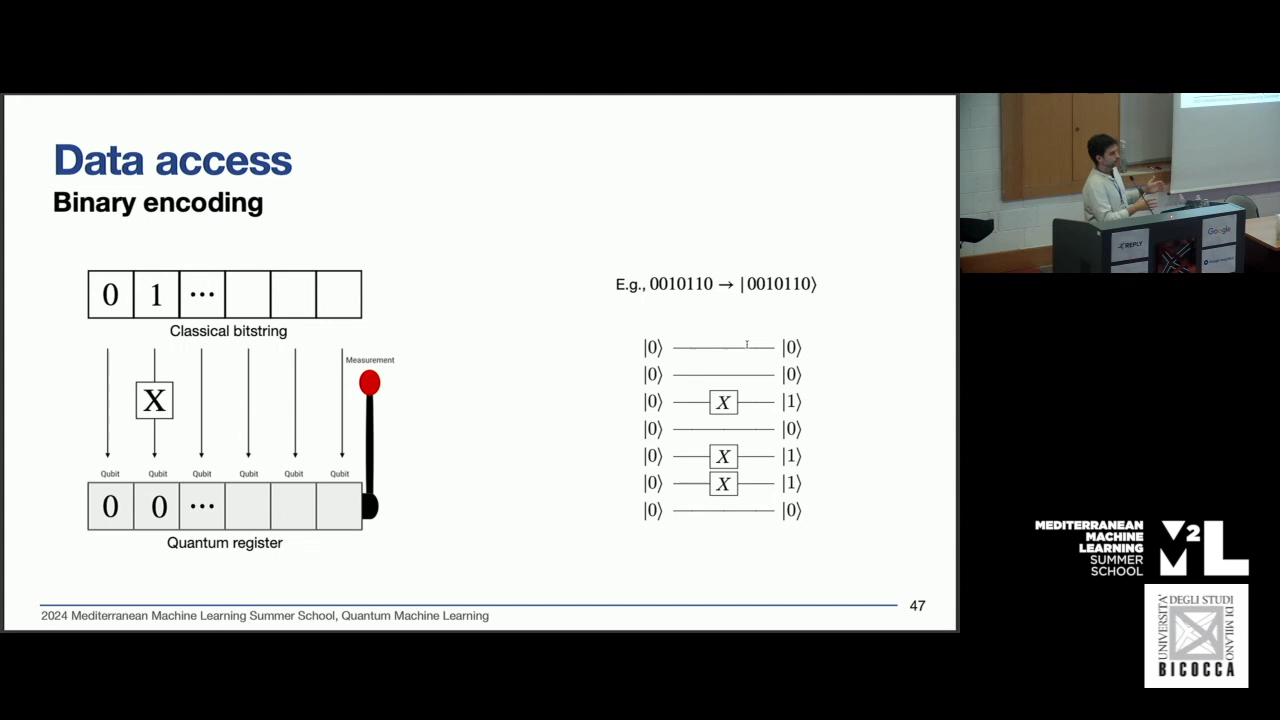 Data access
Binary encoding
0 1 ...
Classical bitstring
Measurement
X
Qubit Qubit Qubit Qubit Qubit Qubit
0 0 ...
Quantum register
E.g., 0010110 → |0010110⟩
|0⟩ |0⟩
|0⟩ |0⟩
|0⟩ X |1⟩
|0⟩ |0⟩
|0⟩ X |1⟩
|0⟩ X |1⟩
|0⟩ |0⟩
2024 Mediterranean Machine Learning Summer School, Quantum Machine Learning
47
REPLY
Google
MEDITERRANEAN
MACHINE
LEARNING
SUMMER
SCHOOL
M2L
UNIVERSITA'
DEGLI STUDI
DI MILANO
BICOCCA